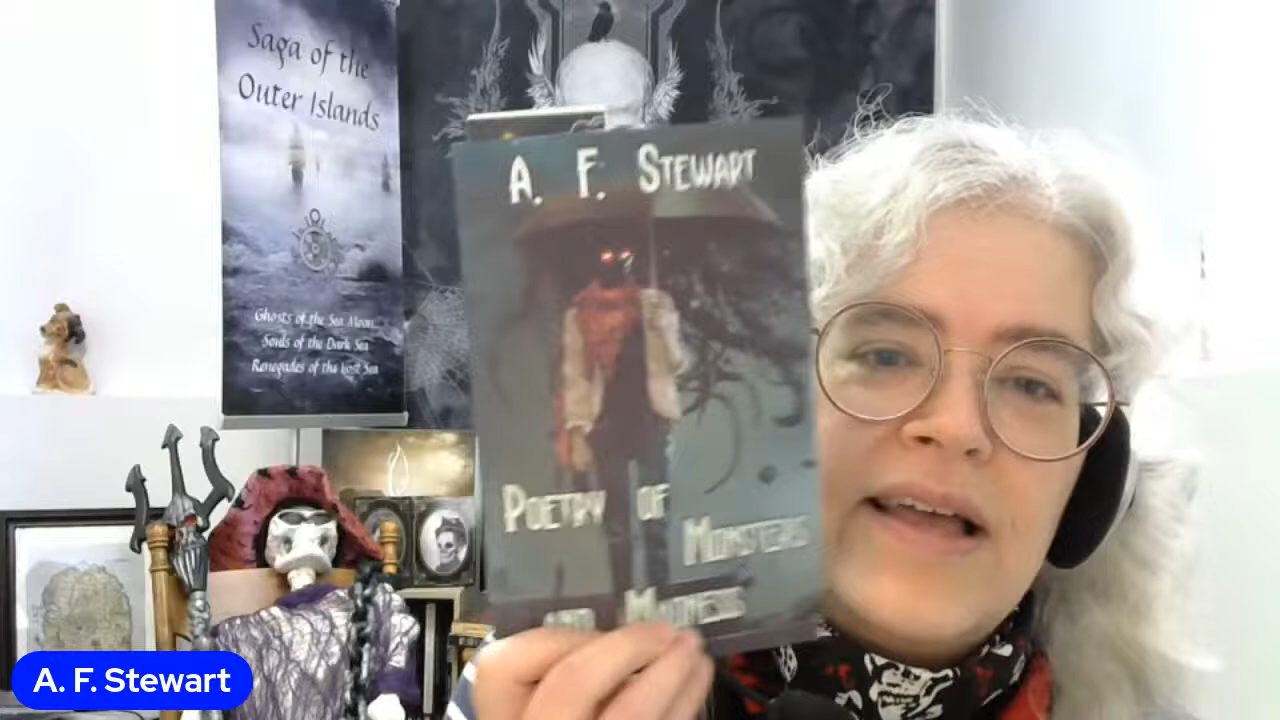 Saga of the
Outer Islands
Ghosts of the Sea Moon
Souls of the Dark Sea
Renegades of the Lost Sea
A. F. STEWART
POETRY OF
MONSTERS
AND MADNESS
A. F. Stewart